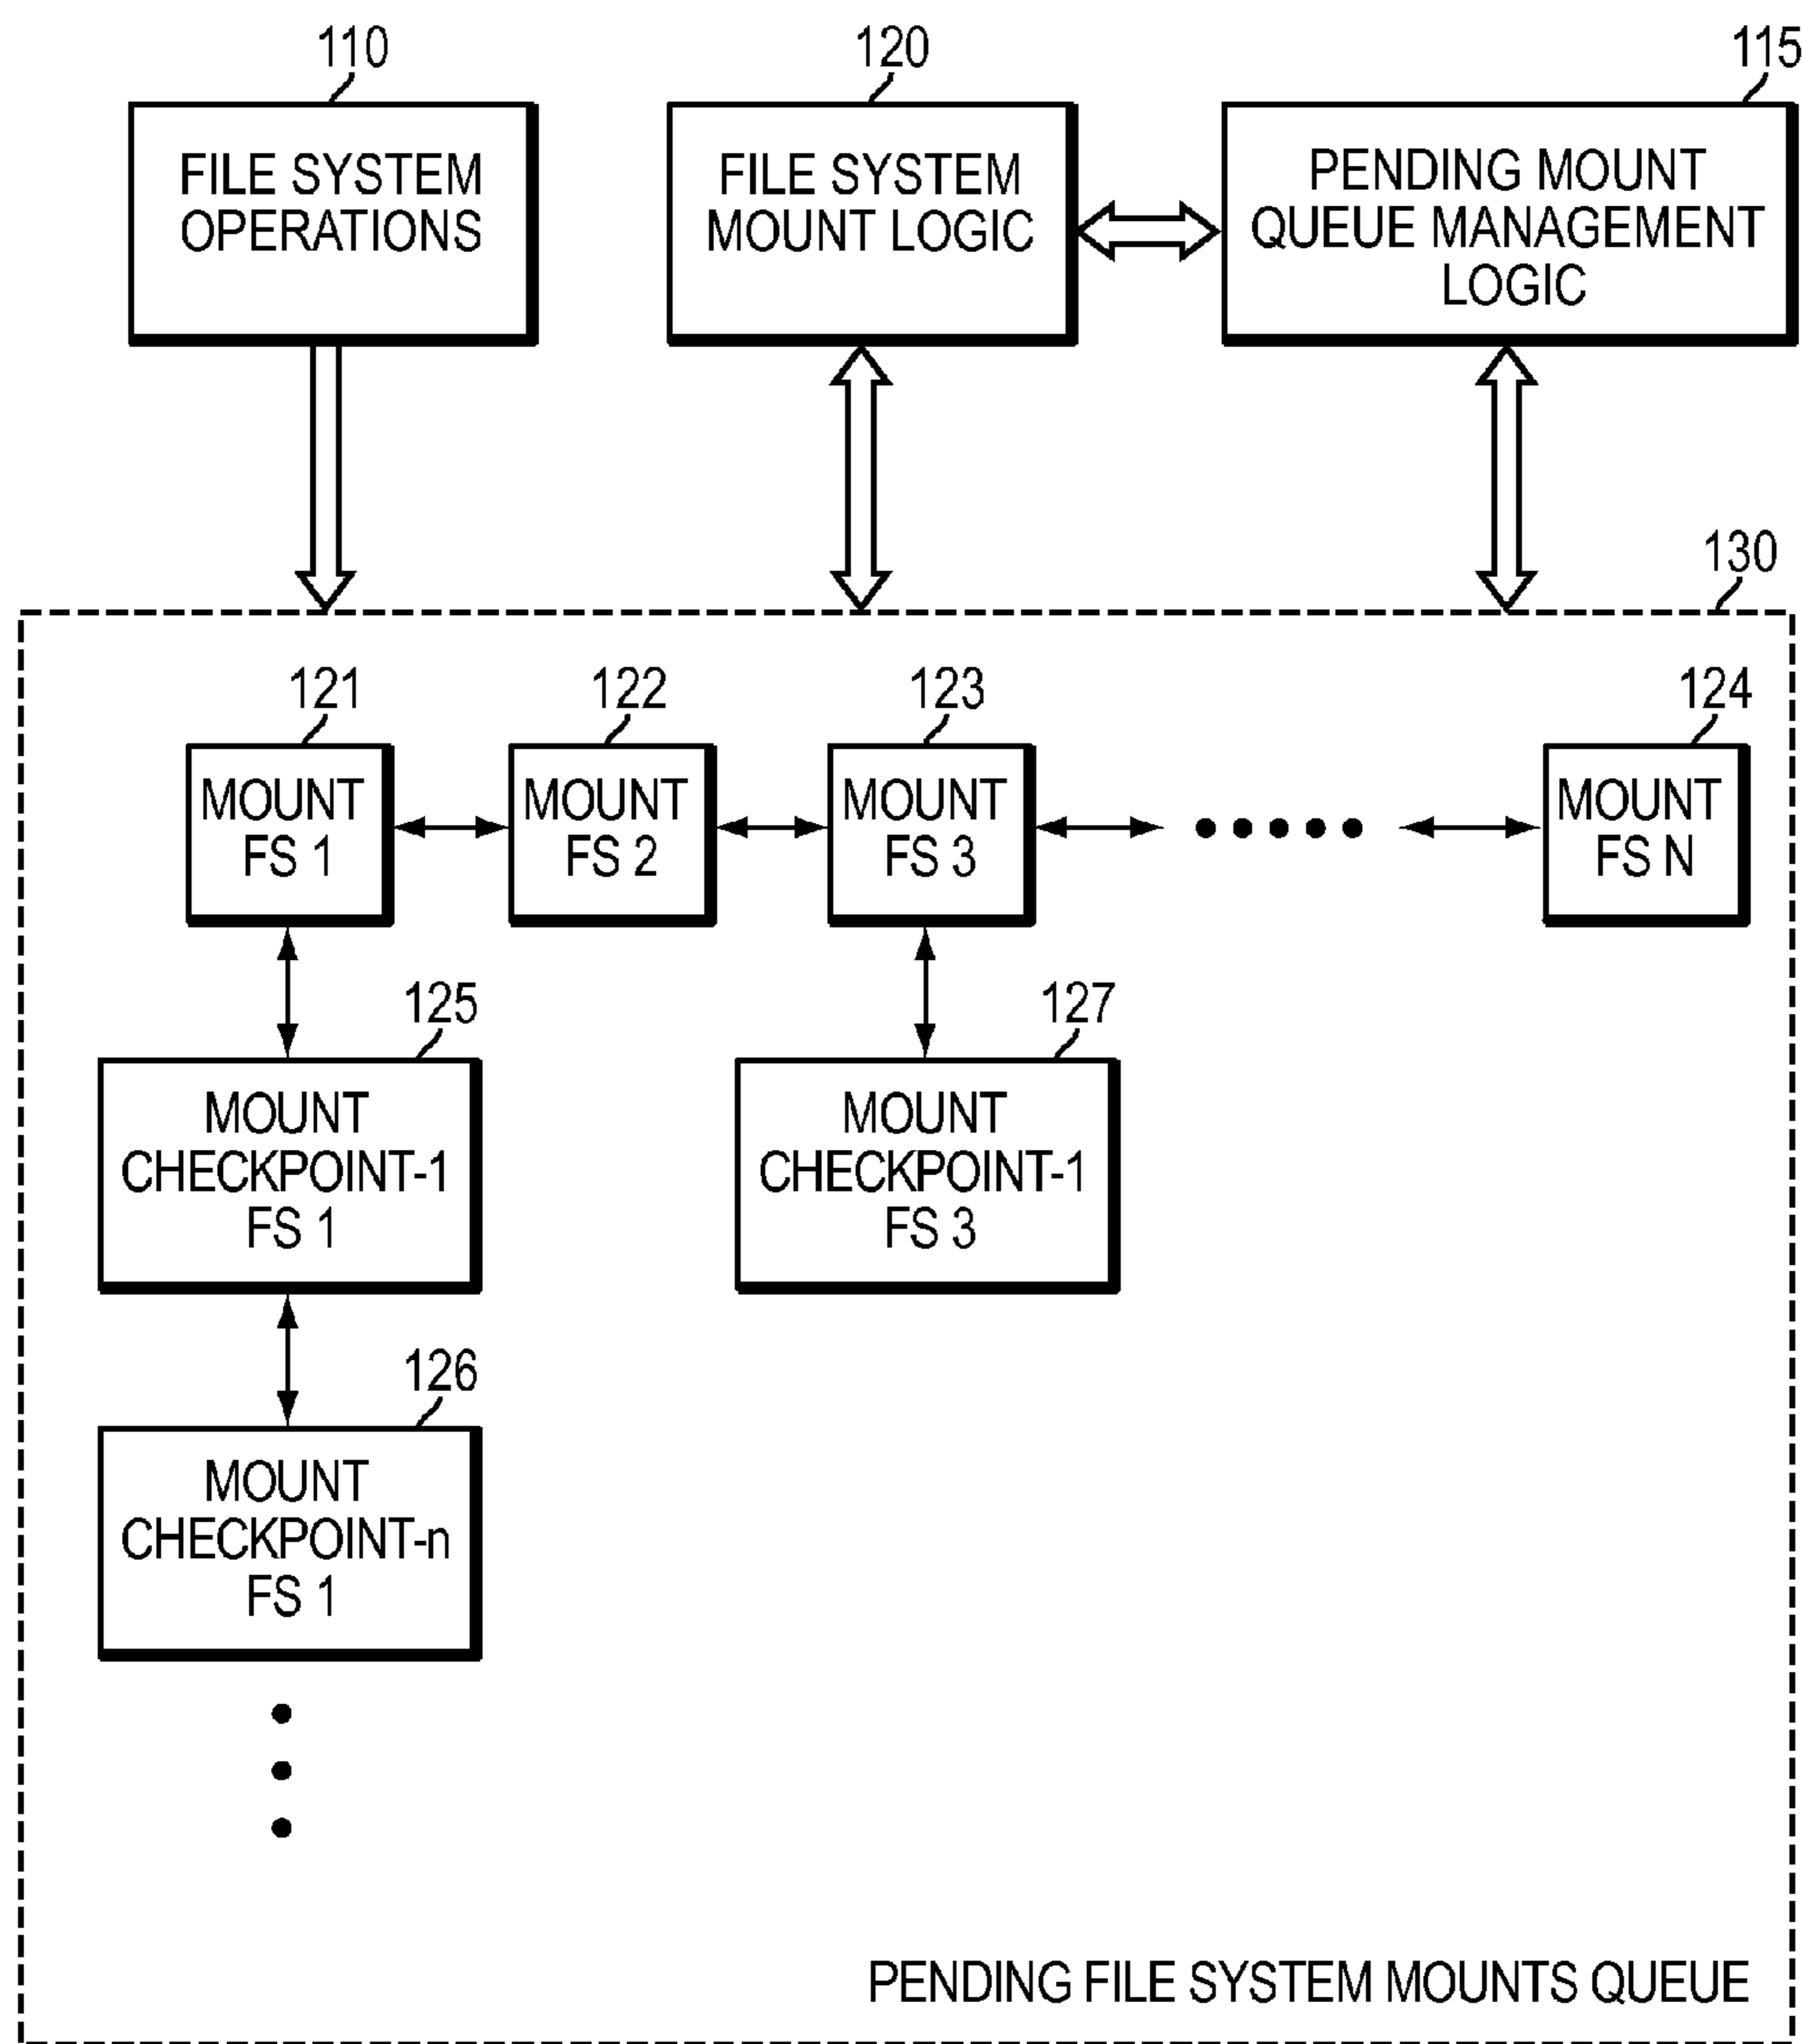 110
120
115
FILE SYSTEM
OPERATIONS
FILE SYSTEM
MOUNT LOGIC
PENDING MOUNT
QUEUE MANAGEMENT
LOGIC
130
121
122
123
124
MOUNT
FS 1
MOUNT
FS 2
MOUNT
FS 3
MOUNT
FS N
125
127
MOUNT
CHECKPOINT-1
FS 1
MOUNT
CHECKPOINT-1
FS 3
126
MOUNT
CHECKPOINT-n
FS 1
PENDING FILE SYSTEM MOUNTS QUEUE